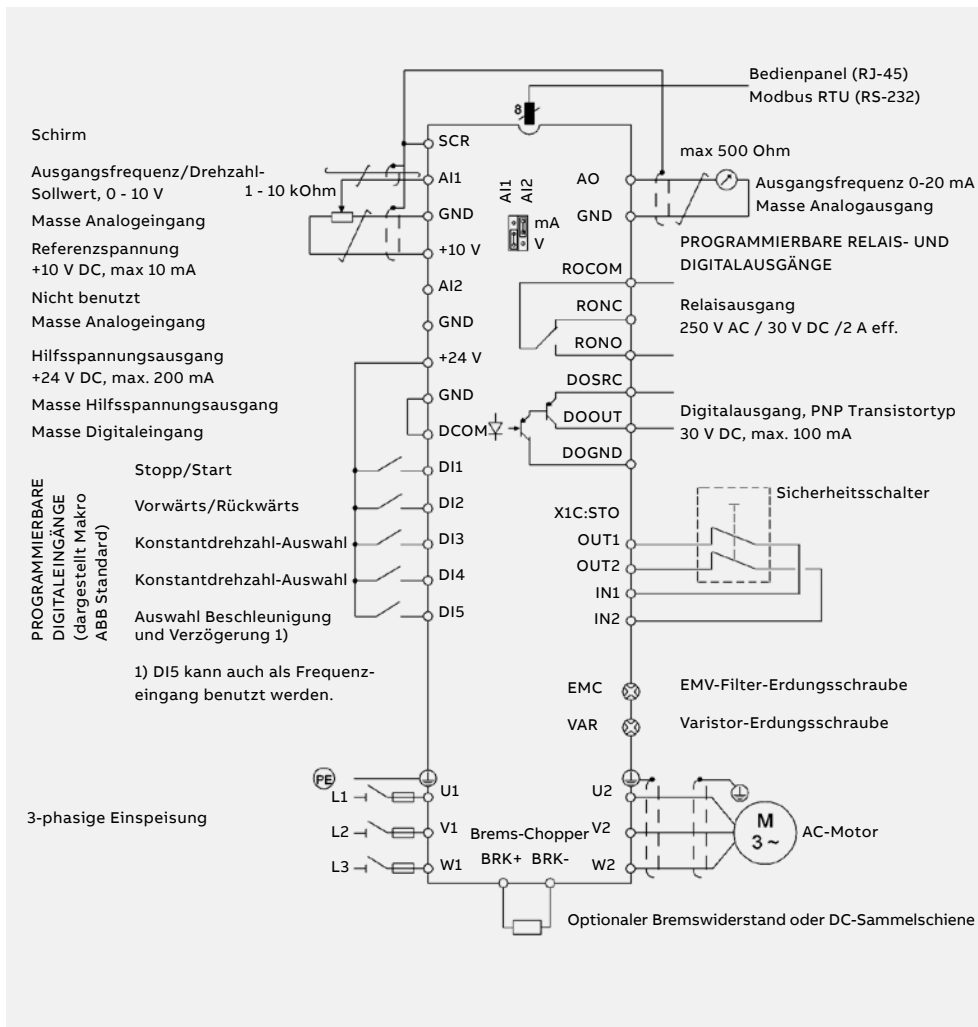 Bedienpanel (RJ-45)
Modbus RTU (RS-232)
8
Schirm
SCR
max 500 Ohm
Ausgangsfrequenz/Drehzahl-
Sollwert, 0 - 10 V
1 - 10 kOhm
AI1
AI1
AI2
AO
Ausgangsfrequenz 0-20 mA
Masse Analogeingang
GND
mA
V
GND
Masse Analogausgang
Referenzspannung
+10 V DC, max 10 mA
+10 V
PROGRAMMIERBARE RELAIS- UND
DIGITALAUSGÄNGE
ROCOM
Nicht benutzt
AI2
RONC
Relaisausgang
250 V AC / 30 V DC /2 A eff.
Masse Analogeingang
GND
RONO
Hilfsspannungsausgang
+24 V DC, max. 200 mA
+24 V
DOSRC
Masse Hilfsspannungsausgang
GND
DOOUT
Digitalausgang, PNP Transistortyp
30 V DC, max. 100 mA
Masse Digitaleingang
DCOM
DOGND
PROGRAMMIERBARE
DIGITALEINGÄNGE
(dargestellt Makro
ABB Standard)
Stopp/Start
DI1
Vorwärts/Rückwärts
DI2
Konstantdrehzahl-Auswahl
DI3
Konstantdrehzahl-Auswahl
DI4
Auswahl Beschleunigung
und Verzögerung 1)
DI5
1) DI5 kann auch als Frequenz-
eingang benutzt werden.
Sicherheitsschalter
X1C:STO
OUT1
OUT2
IN1
IN2
EMC
EMV-Filter-Erdungsschraube
VAR
Varistor-Erdungsschraube
PE
3-phasige Einspeisung
L1
U1
U2
L2
V1
Brems-Chopper
V2
L3
W1
BRK+ BRK-
W2
M
3 ~
AC-Motor
Optionaler Bremswiderstand oder DC-Sammelschiene